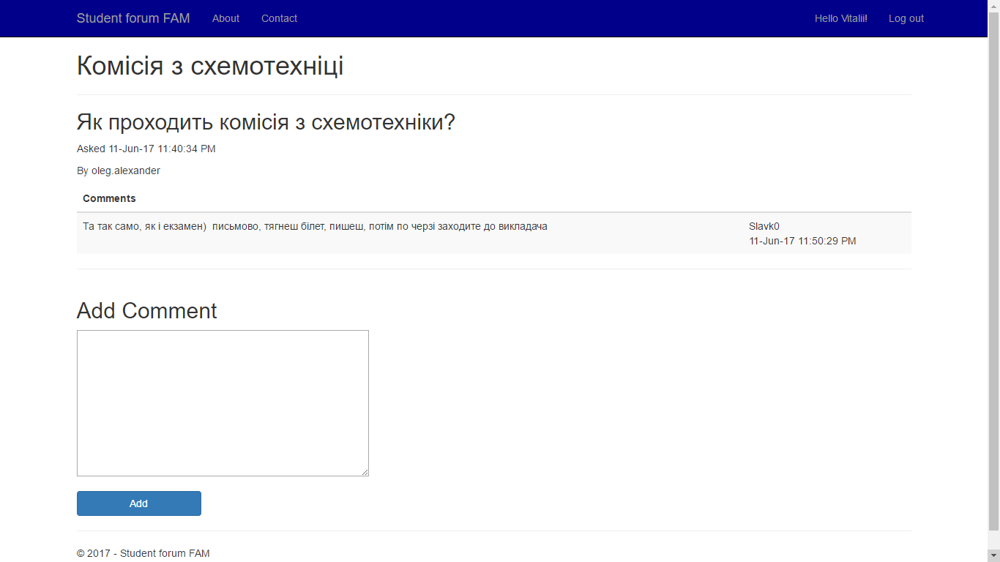 Student forum FAM About Contact Hello Vitalii! Log out
Комісія з схемотехніці
Як проходить комісія з схемотехніки?
Asked 11-Jun-17 11:40:34 PM
By oleg.alexander
Comments
Та так само, як і екзамен)  письмово, тягнеш білет, пишеш, потім по черзі заходите до викладача
Slavk0
11-Jun-17 11:50:29 PM
Add Comment
Add
© 2017 - Student forum FAM